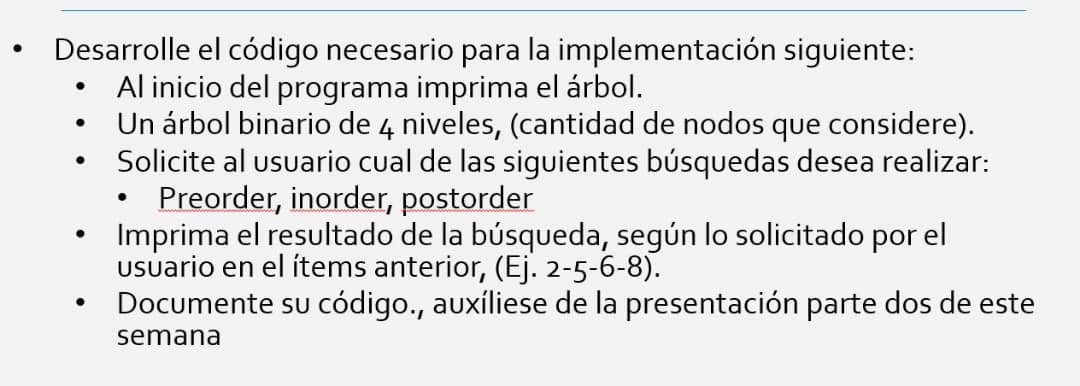 • Desarrolle el código necesario para la implementación siguiente:
• Al inicio del programa imprima el árbol.
• Un árbol binario de 4 niveles, (cantidad de nodos que considere).
• Solicite al usuario cual de las siguientes búsquedas desea realizar:
• Preorder, inorder, postorder
• Imprima el resultado de la búsqueda, según lo solicitado por el
usuario en el ítems anterior, (Ej. 2-5-6-8).
• Documente su código., auxíliese de la presentación parte dos de este
semana